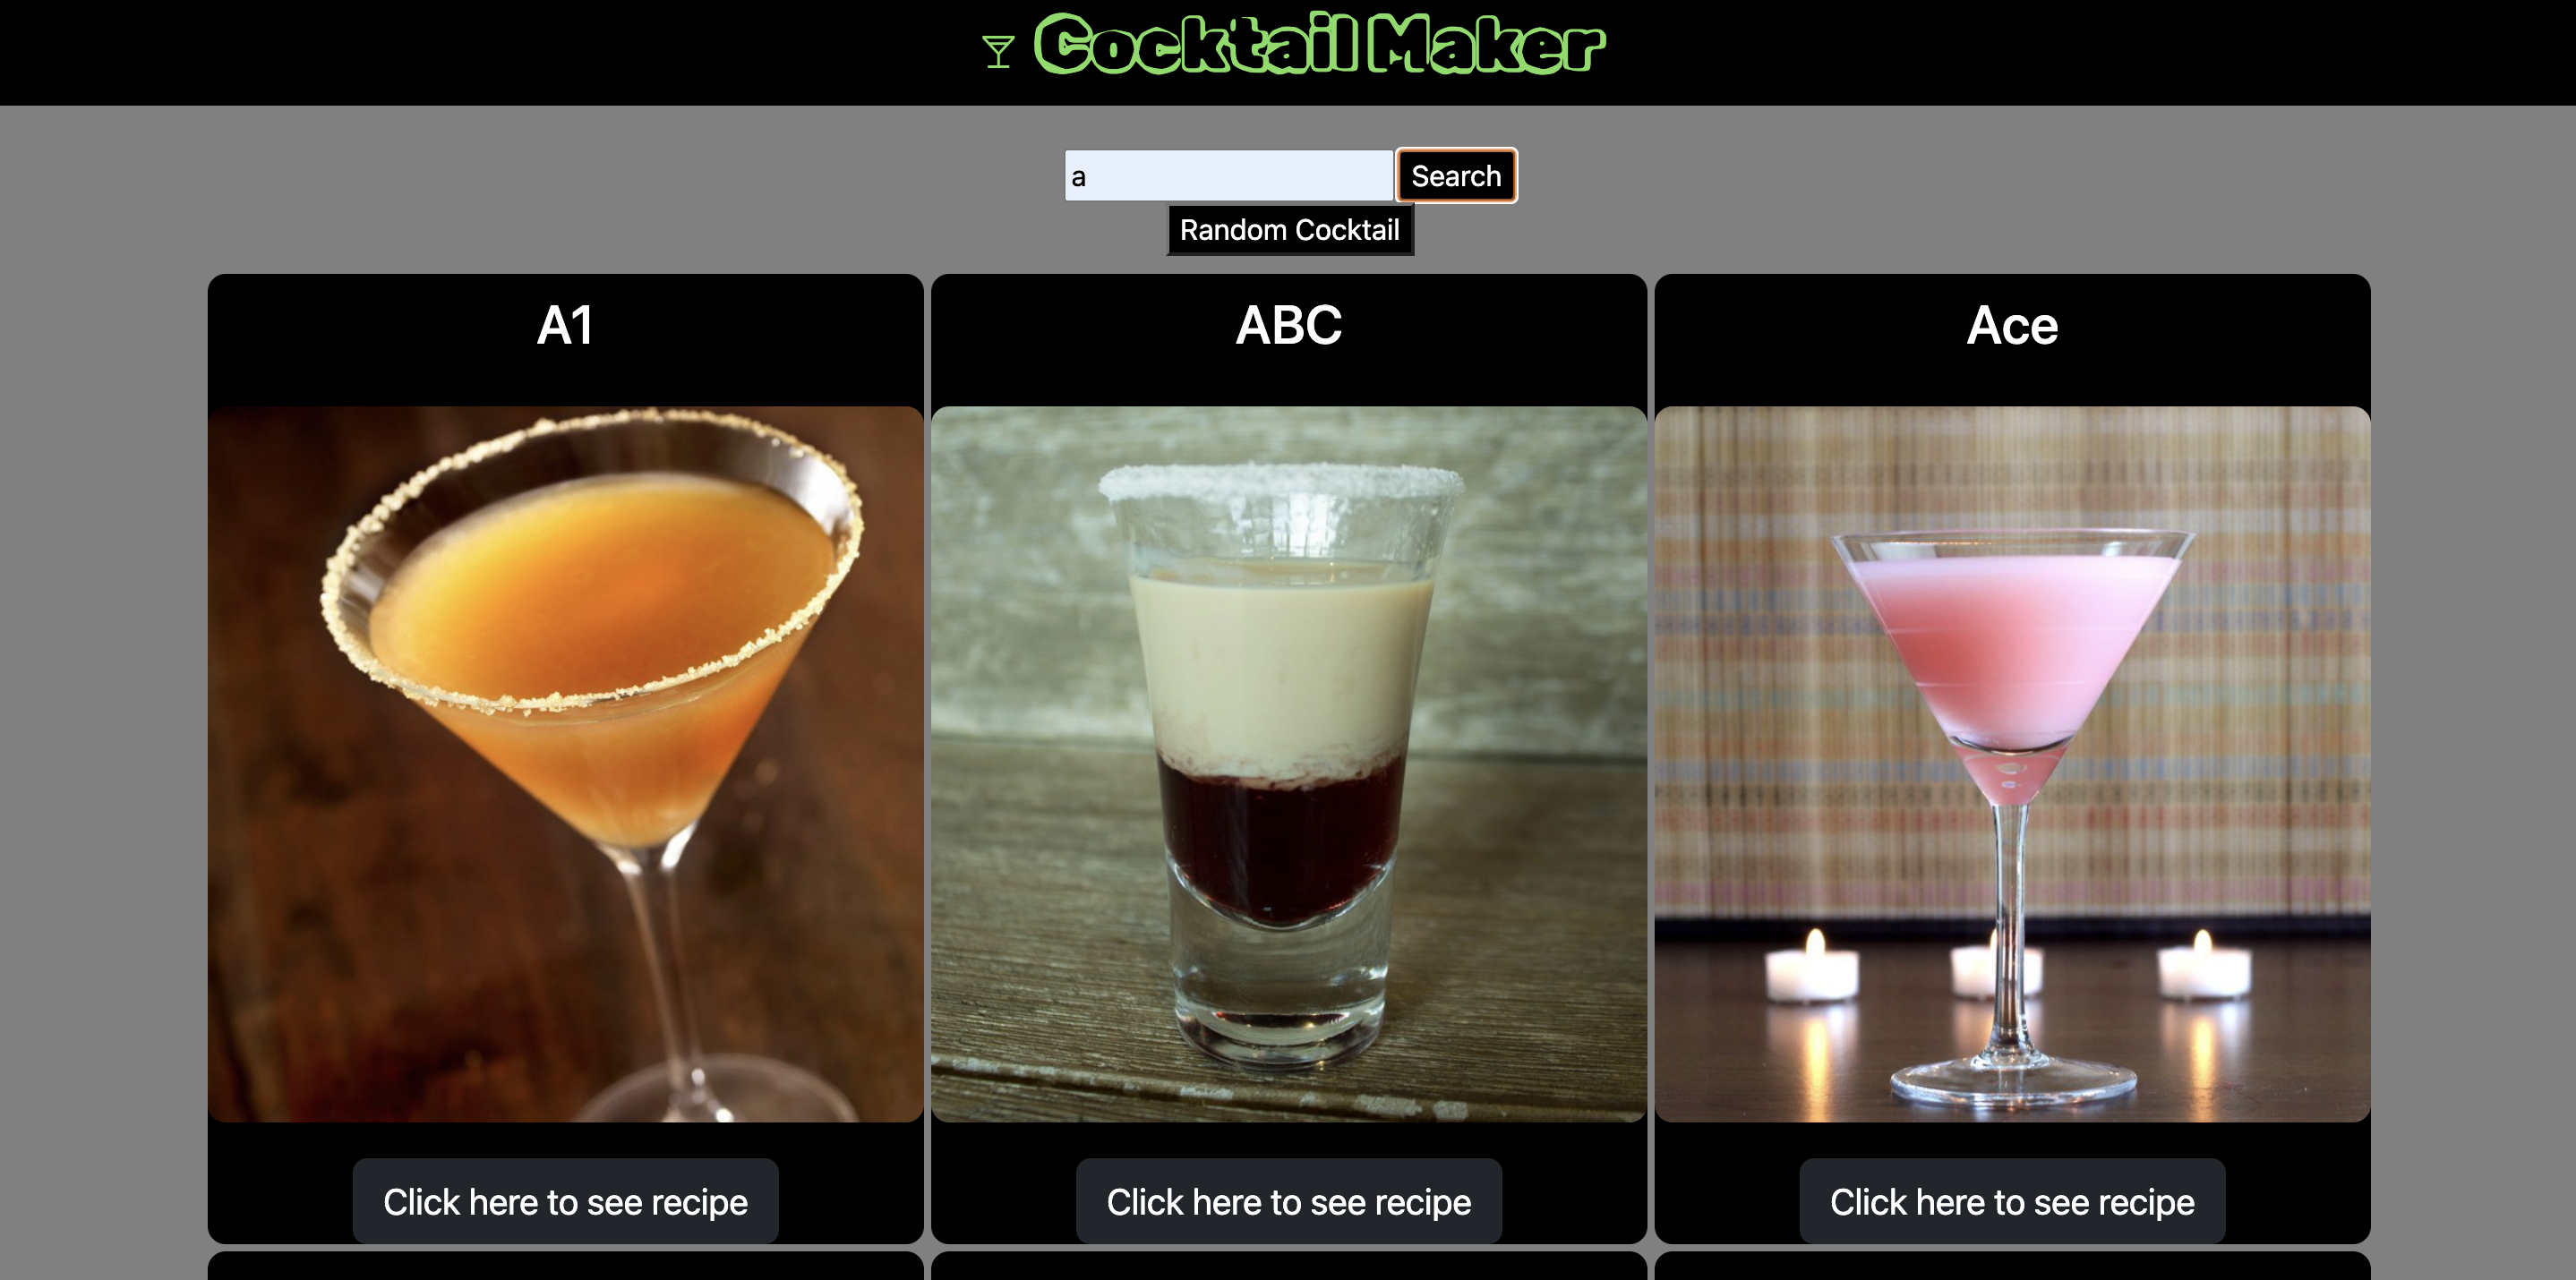 Cocktail Maker
a Search
Random Cocktail
A1 ABC Ace
Click here to see recipe Click here to see recipe Click here to see recipe